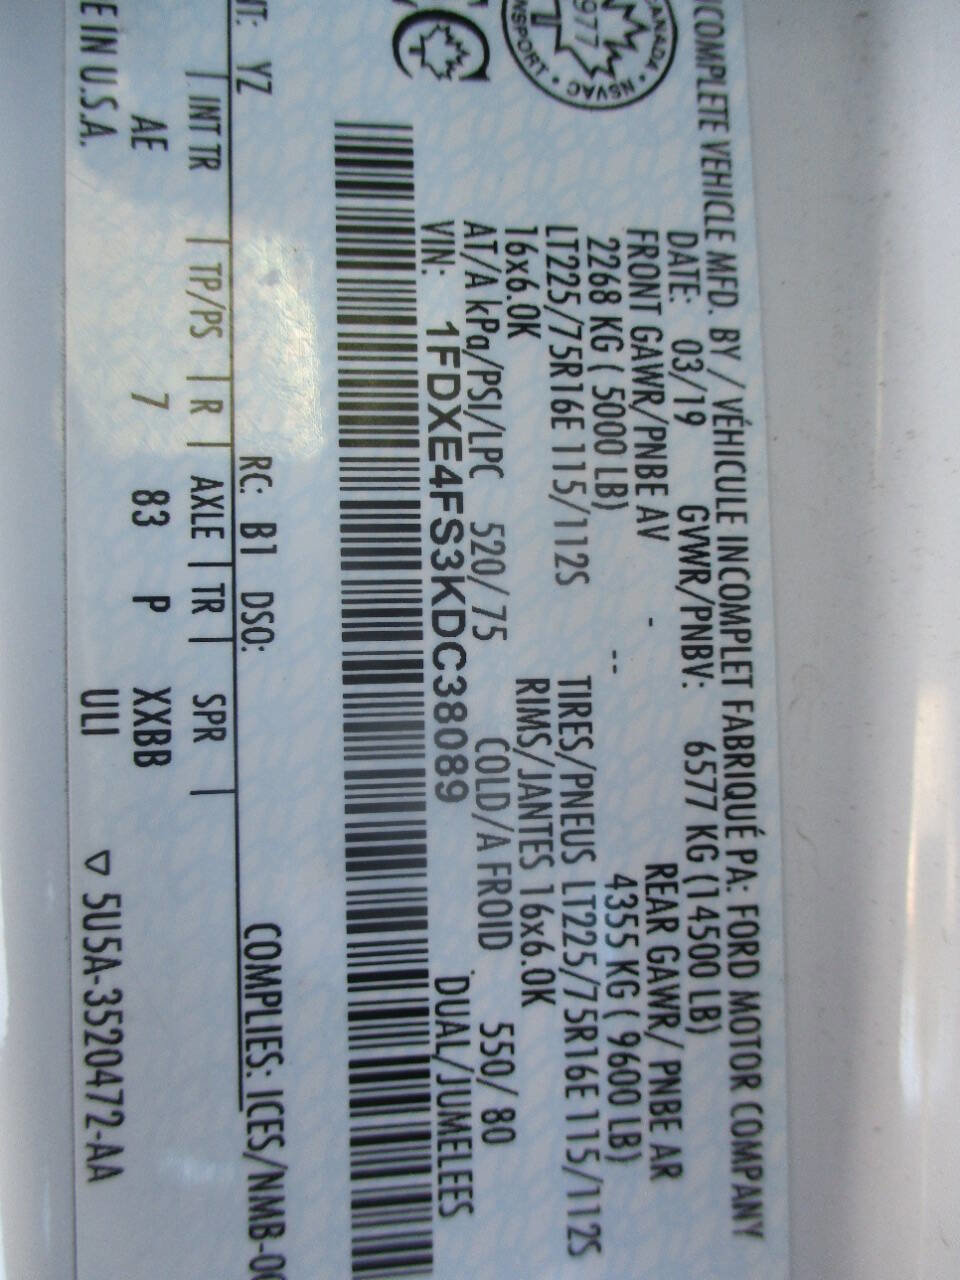 INCOMPLETE VEHICLE MFD. BY / VÉHICULE INCOMPLET FABRIQUÉ PA: FORD MOTOR COMPANY
DATE: 03/19 GVWR/PNBV: 6577 KG (14500 LB)
FRONT GAWR/PNBE AV - REAR GAWR/ PNBE AR
2268 KG ( 5000 LB) -- 4355 KG ( 9600 LB)
LT225/75R16E 115/112S TIRES/PNEUS LT225/75R16E 115/112S
16x6.0K RIMS/JANTES 16x6.0K
AT/A kPa/PSI/LPC 520/ 75 COLD/A FROID 550/ 80
VIN: 1FDXE4FS3KDC38089 DUAL/JUMELEES
CANADA • NSVAC •
1977
NSPORT
RC: B1 DSO: COMPLIES: ICES/NMB-00
NT: YZ
INT TR TP/PS R AXLE TR SPR
AE 7 83 P XXBB
E IN U.S.A. ULI ▽ 5U5A-3520472-AA